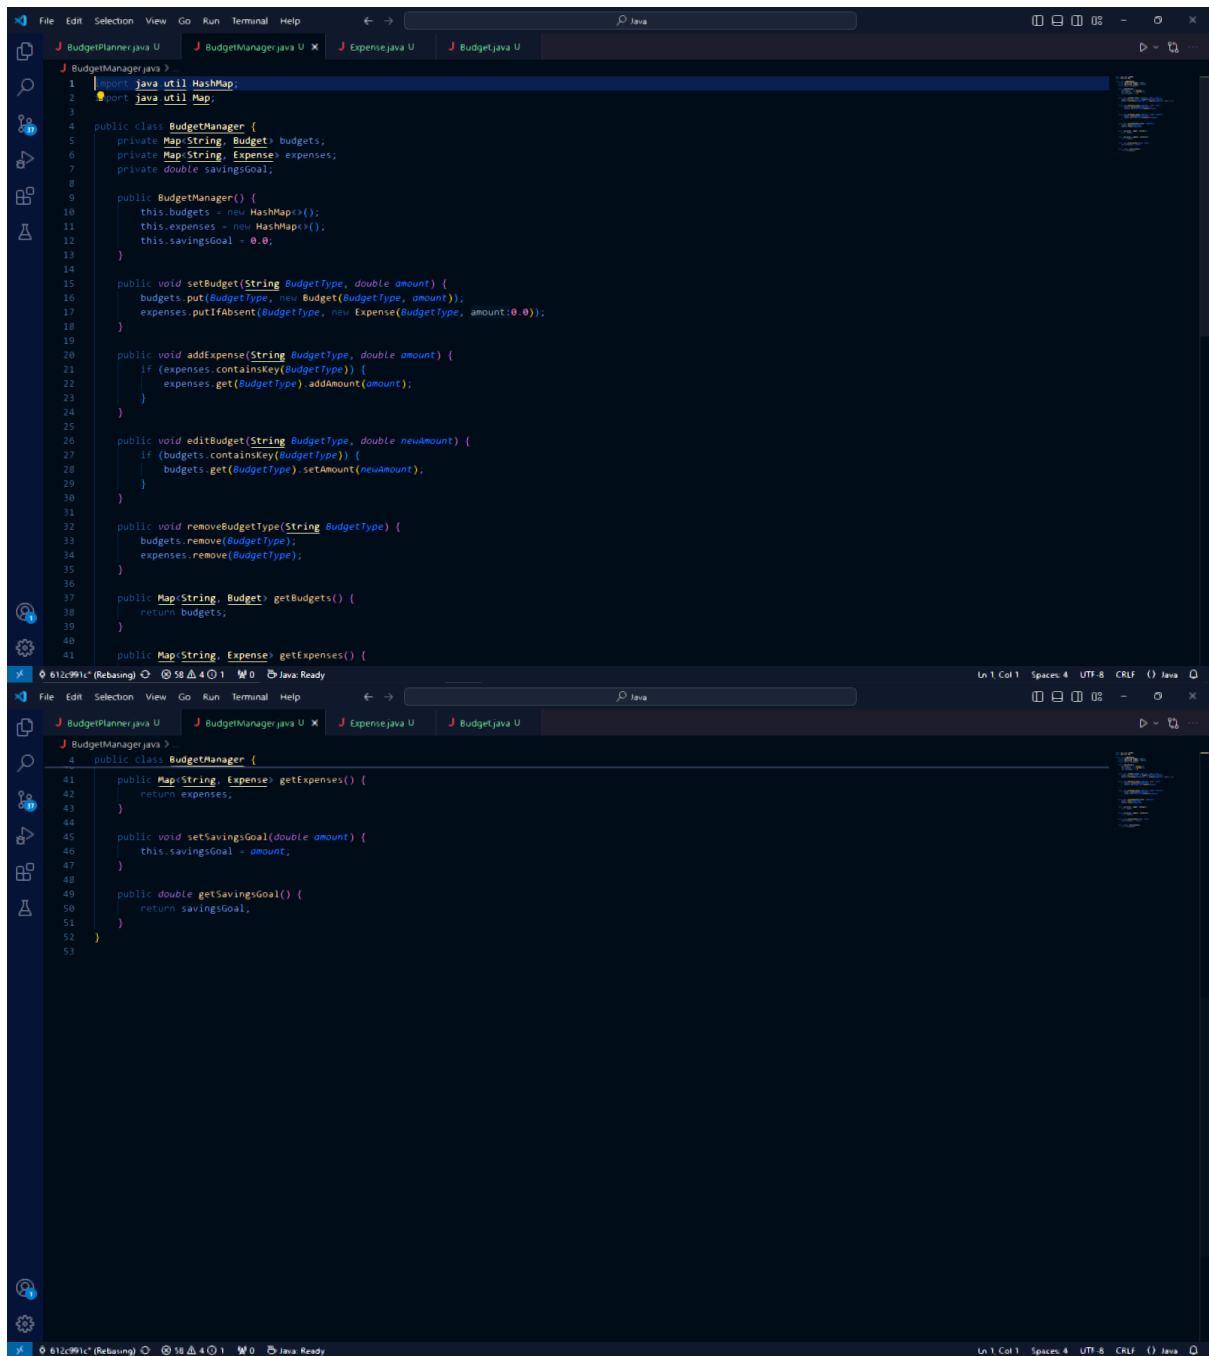 File Edit Selection View Go Run Terminal Help Java
BudgetPlanner.java U BudgetManager.java U Expense.java U Budget.java U
BudgetManager.java >
1 import java.util.HashMap;
2 import java.util.Map;
3
4 public class BudgetManager {
5 private Map<String, Budget> budgets;
6 private Map<String, Expense> expenses;
7 private double savingsGoal;
8
9 public BudgetManager() {
10 this.budgets = new HashMap<>();
11 this.expenses = new HashMap<>();
12 this.savingsGoal = 0.0;
13 }
14
15 public void setBudget(String BudgetType, double amount) {
16 budgets.put(BudgetType, new Budget(BudgetType, amount));
17 expenses.putIfAbsent(BudgetType, new Expense(BudgetType, amount:0.0));
18 }
19
20 public void addExpense(String BudgetType, double amount) {
21 if (expenses.containsKey(BudgetType)) {
22 expenses.get(BudgetType).addAmount(amount);
23 }
24 }
25
26 public void editBudget(String BudgetType, double newAmount) {
27 if (budgets.containsKey(BudgetType)) {
28 budgets.get(BudgetType).setAmount(newAmount);
29 }
30 }
31
32 public void removeBudgetType(String BudgetType) {
33 budgets.remove(BudgetType);
34 expenses.remove(BudgetType);
35 }
36
37 public Map<String, Budget> getBudgets() {
38 return budgets;
39 }
40
41 public Map<String, Expense> getExpenses() {
612c991c* (Rebasing) 58 4 1 0 Java: Ready Ln 1, Col 1 Spaces: 4 UTF-8 CRLF {} Java
File Edit Selection View Go Run Terminal Help Java
BudgetPlanner.java U BudgetManager.java U Expense.java U Budget.java U
BudgetManager.java >
4 public class BudgetManager {
41 public Map<String, Expense> getExpenses() {
42 return expenses;
43 }
44
45 public void setSavingsGoal(double amount) {
46 this.savingsGoal = amount;
47 }
48
49 public double getSavingsGoal() {
50 return savingsGoal;
51 }
52 }
53
612c991c* (Rebasing) 58 4 1 0 Java: Ready Ln 1, Col 1 Spaces: 4 UTF-8 CRLF {} Java